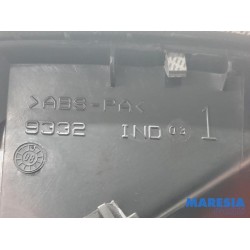 >ABS-PA<
9332 IND 03 1
MARESIA